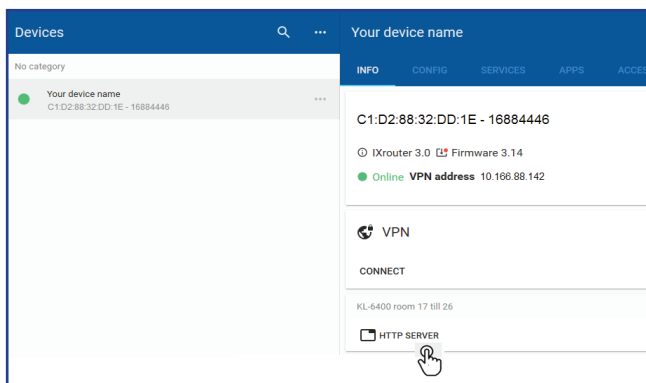 Devices
No category
Your device name
C1:D2:88:32:DD:1E - 16884446
Your device name
INFO CONFIG SERVICES APPS ACCES
C1:D2:88:32:DD:1E - 16884446
IXrouter 3.0 Firmware 3.14
Online VPN address 10.166.88.142
VPN
CONNECT
KL-6400 room 17 till 26
HTTP SERVER